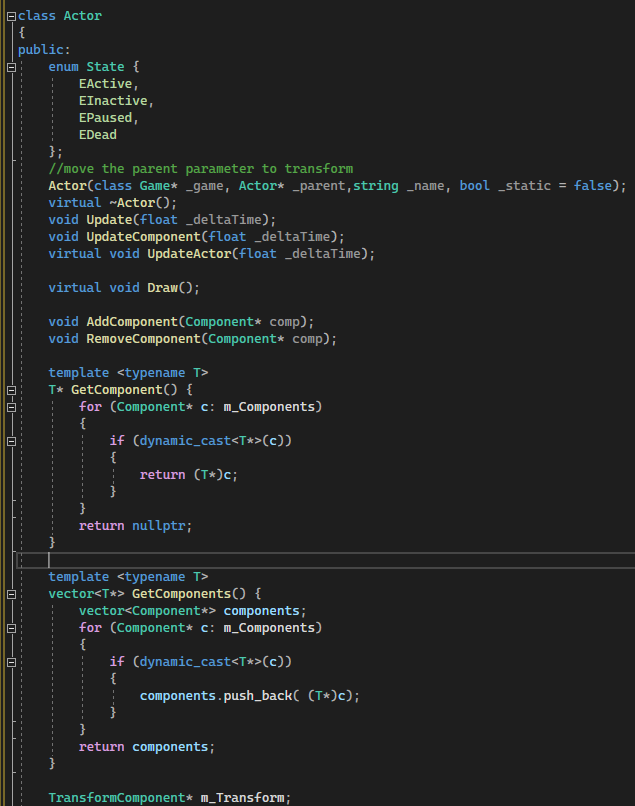 class Actor
{
public:
    enum State {
        EActive,
        EInactive,
        EPaused,
        EDead
    };
    //move the parent parameter to transform
    Actor(class Game* _game, Actor* _parent,string _name, bool _static = false);
    virtual ~Actor();
    void Update(float _deltaTime);
    void UpdateComponent(float _deltaTime);
    virtual void UpdateActor(float _deltaTime);

    virtual void Draw();

    void AddComponent(Component* comp);
    void RemoveComponent(Component* comp);

    template <typename T>
    T* GetComponent() {
        for (Component* c: m_Components)
        {
            if (dynamic_cast<T*>(c))
            {
                return (T*)c;
            }
        }
        return nullptr;
    }

    template <typename T>
    vector<T*> GetComponents() {
        vector<Component*> components;
        for (Component* c: m_Components)
        {
            if (dynamic_cast<T*>(c))
            {
                components.push_back( (T*)c);
            }
        }
        return components;
    }

    TransformComponent* m_Transform;